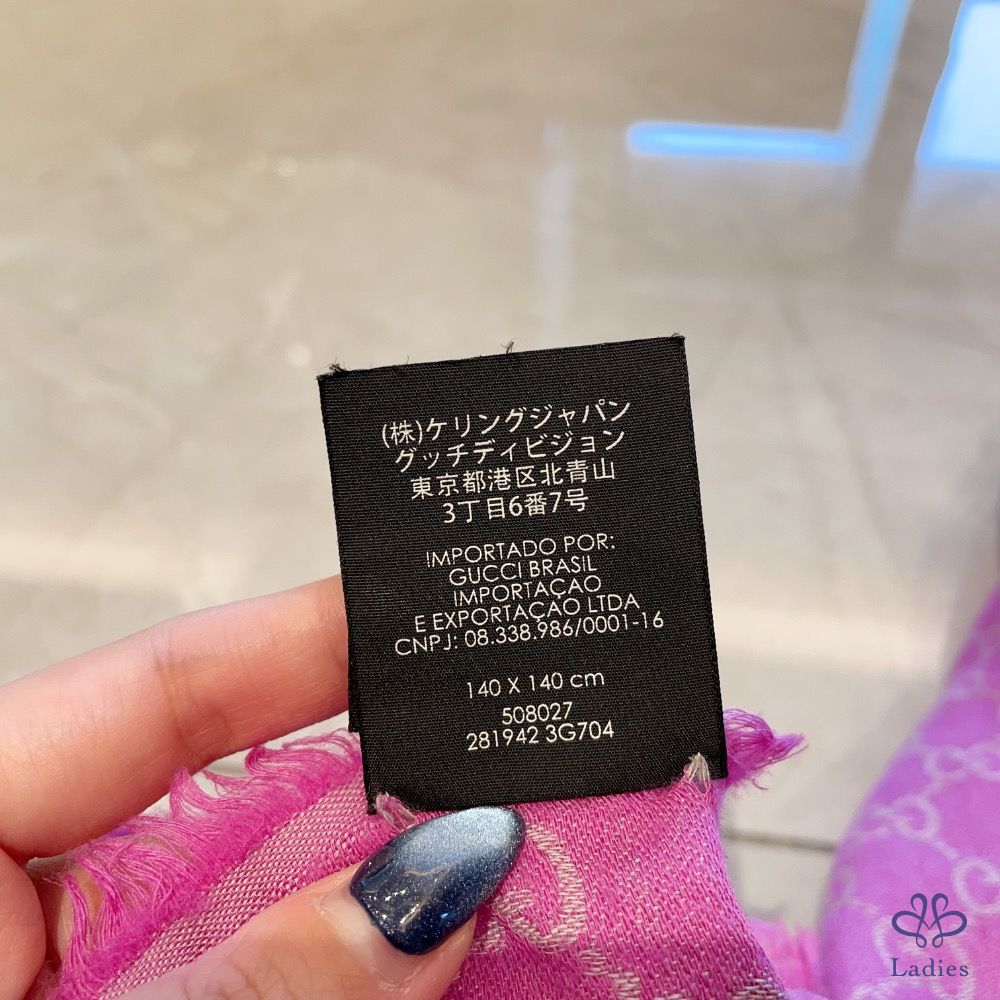 (株)ケリングジャパン
グッチディビジョン
東京都港区北青山
3丁目6番7号
IMPORTADO POR:
GUCCI BRASIL
IMPORTAÇAO
E EXPORTAÇAO LTDA
CNPJ: 08.338.986/0001-16
140 X 140 cm
508027
281942 3G704
Ladies